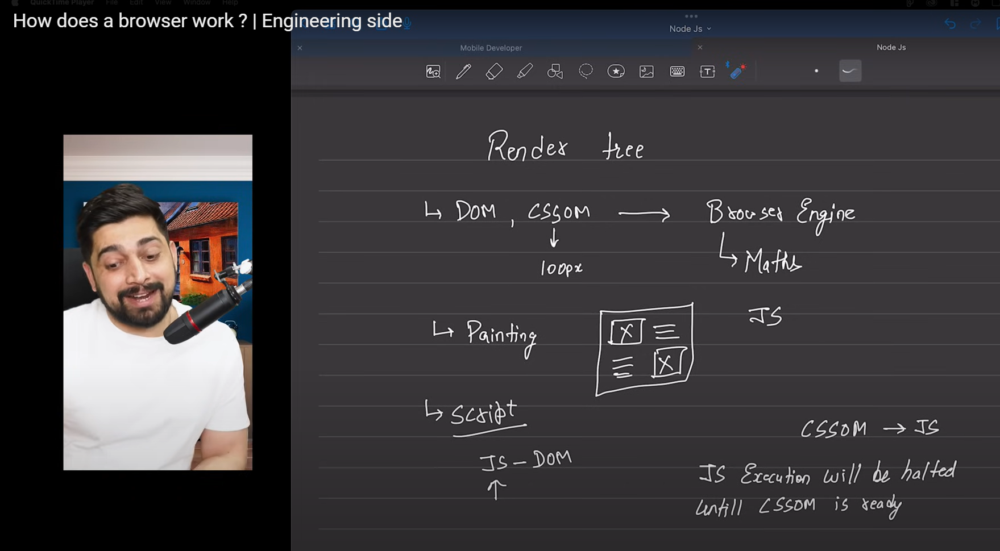 QuickTime Player File Edit View Window Help
How does a browser work ? | Engineering side
Node Js
Mobile Developer
Node Js
T
Render tree
↳ DOM , CSSOM → Browser Engine
↓
100px
↳ Maths
JS
↳ Painting
X
X
↳ Script
CSSOM → JS
JS - DOM
↑
JS Execution will be halted
untill CSSOM is ready